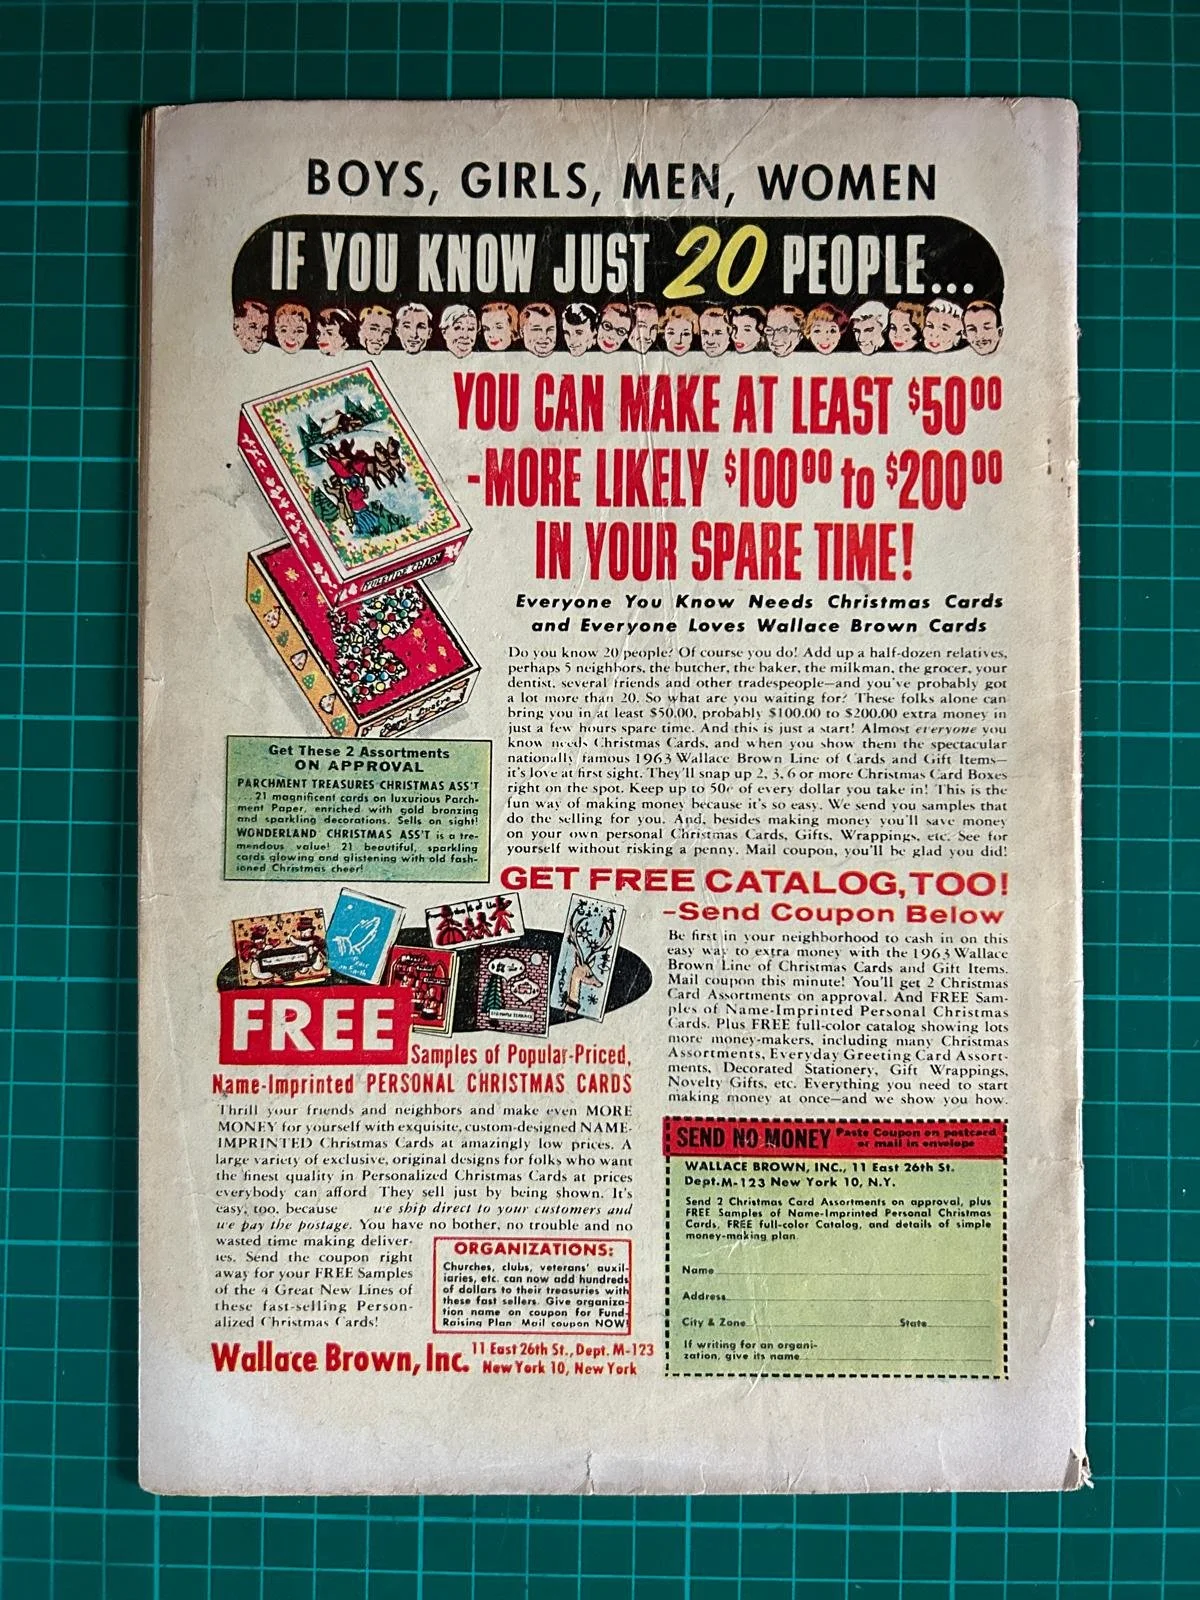 BOYS, GIRLS, MEN, WOMEN
IF YOU KNOW JUST 20 PEOPLE...
YOU CAN MAKE AT LEAST $50⁰⁰
-MORE LIKELY $100⁰⁰ to $200⁰⁰
IN YOUR SPARE TIME!
YULETIDE CHARM
Everyone You Know Needs Christmas Cards
and Everyone Loves Wallace Brown Cards
Do you know 20 people? Of course you do! Add up a half-dozen relatives,
perhaps 5 neighbors, the butcher, the baker, the milkman, the grocer, your
dentist, several friends and other tradespeople—and you've probably got
a lot more than 20. So what are you waiting for? These folks alone can
bring you in at least $50.00, probably $100.00 to $200.00 extra money in
just a few hours spare time. And this is just a start! Almost everyone you
know needs Christmas Cards, and when you show them the spectacular
nationally famous 1963 Wallace Brown Line of Cards and Gift Items—
it's love at first sight. They'll snap up 2, 3, 6 or more Christmas Card Boxes
right on the spot. Keep up to 50¢ of every dollar you take in! This is the
fun way of making money because it's so easy. We send you samples that
do the selling for you. And, besides making money you'll save money
on your own personal Christmas Cards, Gifts, Wrappings, etc. See for
yourself without risking a penny. Mail coupon, you'll be glad you did!
Get These 2 Assortments
ON APPROVAL
PARCHMENT TREASURES CHRISTMAS ASS'T
...21 magnificent cards on luxurious Parch-
ment Paper, enriched with gold bronzing
and sparkling decorations. Sells on sight!
WONDERLAND CHRISTMAS ASS'T is a tre-
mendous value! 21 beautiful, sparkling
cards glowing and glistening with old fash-
ioned Christmas cheer!
GET FREE CATALOG, TOO!
-Send Coupon Below
Be first in your neighborhood to cash in on this
easy way to extra money with the 1963 Wallace
Brown Line of Christmas Cards and Gift Items.
Mail coupon this minute! You'll get 2 Christmas
Card Assortments on approval. And FREE Sam-
ples of Name-Imprinted Personal Christmas
Cards. Plus FREE full-color catalog showing lots
more money-makers, including many Christmas
Assortments, Everyday Greeting Card Assort-
ments, Decorated Stationery, Gift Wrappings,
Novelty Gifts, etc. Everything you need to start
making money at once—and we show you how.
Peace
on Earth
FREE
Samples of Popular-Priced,
Name-Imprinted PERSONAL CHRISTMAS CARDS
Thrill your friends and neighbors and make even MORE
MONEY for yourself with exquisite, custom-designed NAME-
IMPRINTED Christmas Cards at amazingly low prices. A
large variety of exclusive, original designs for folks who want
the finest quality in Personalized Christmas Cards at prices
everybody can afford They sell just by being shown. It's
easy, too, because we ship direct to your customers and
we pay the postage. You have no bother, no trouble and no
wasted time making deliver-
ies. Send the coupon right
away for your FREE Samples
of the 4 Great New Lines of
these fast-selling Person-
alized Christmas Cards!
ORGANIZATIONS:
Churches, clubs, veterans' auxil-
iaries, etc. can now add hundreds
of dollars to their treasuries with
these fast sellers. Give organiza-
tion name on coupon for Fund-
Raising Plan. Mail coupon NOW!
Wallace Brown, Inc. 11 East 26th St., Dept. M-123
New York 10, New York
SEND NO MONEY Paste Coupon on postcard
or mail in envelope
WALLACE BROWN, INC., 11 East 26th St.
Dept. M-123 New York 10, N.Y.
Send 2 Christmas Card Assortments on approval, plus
FREE Samples of Name-Imprinted Personal Christmas
Cards, FREE full-color Catalog, and details of simple
money-making plan.
Name
Address
City & Zone State
If writing for an organi-
zation, give its name